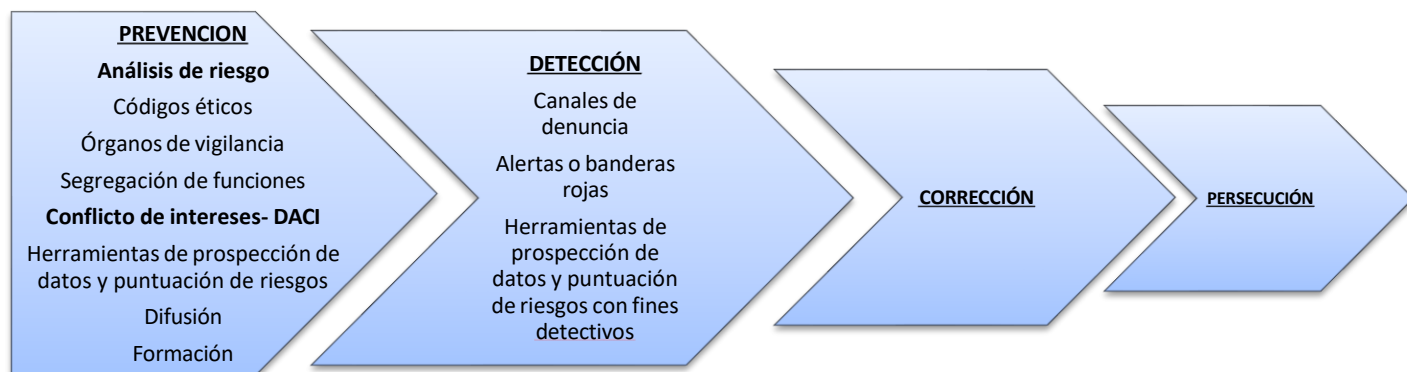 PREVENCION
Análisis de riesgo
Códigos éticos
Órganos de vigilancia
Segregación de funciones
Conflicto de intereses- DACI
Herramientas de prospección de
datos y puntuación de riesgos
Difusión
Formación
DETECCIÓN
Canales de
denuncia
Alertas o banderas
rojas
Herramientas de
prospección de
datos y puntuación
de riesgos con fines
detectivos
CORRECCIÓN
PERSECUCIÓN